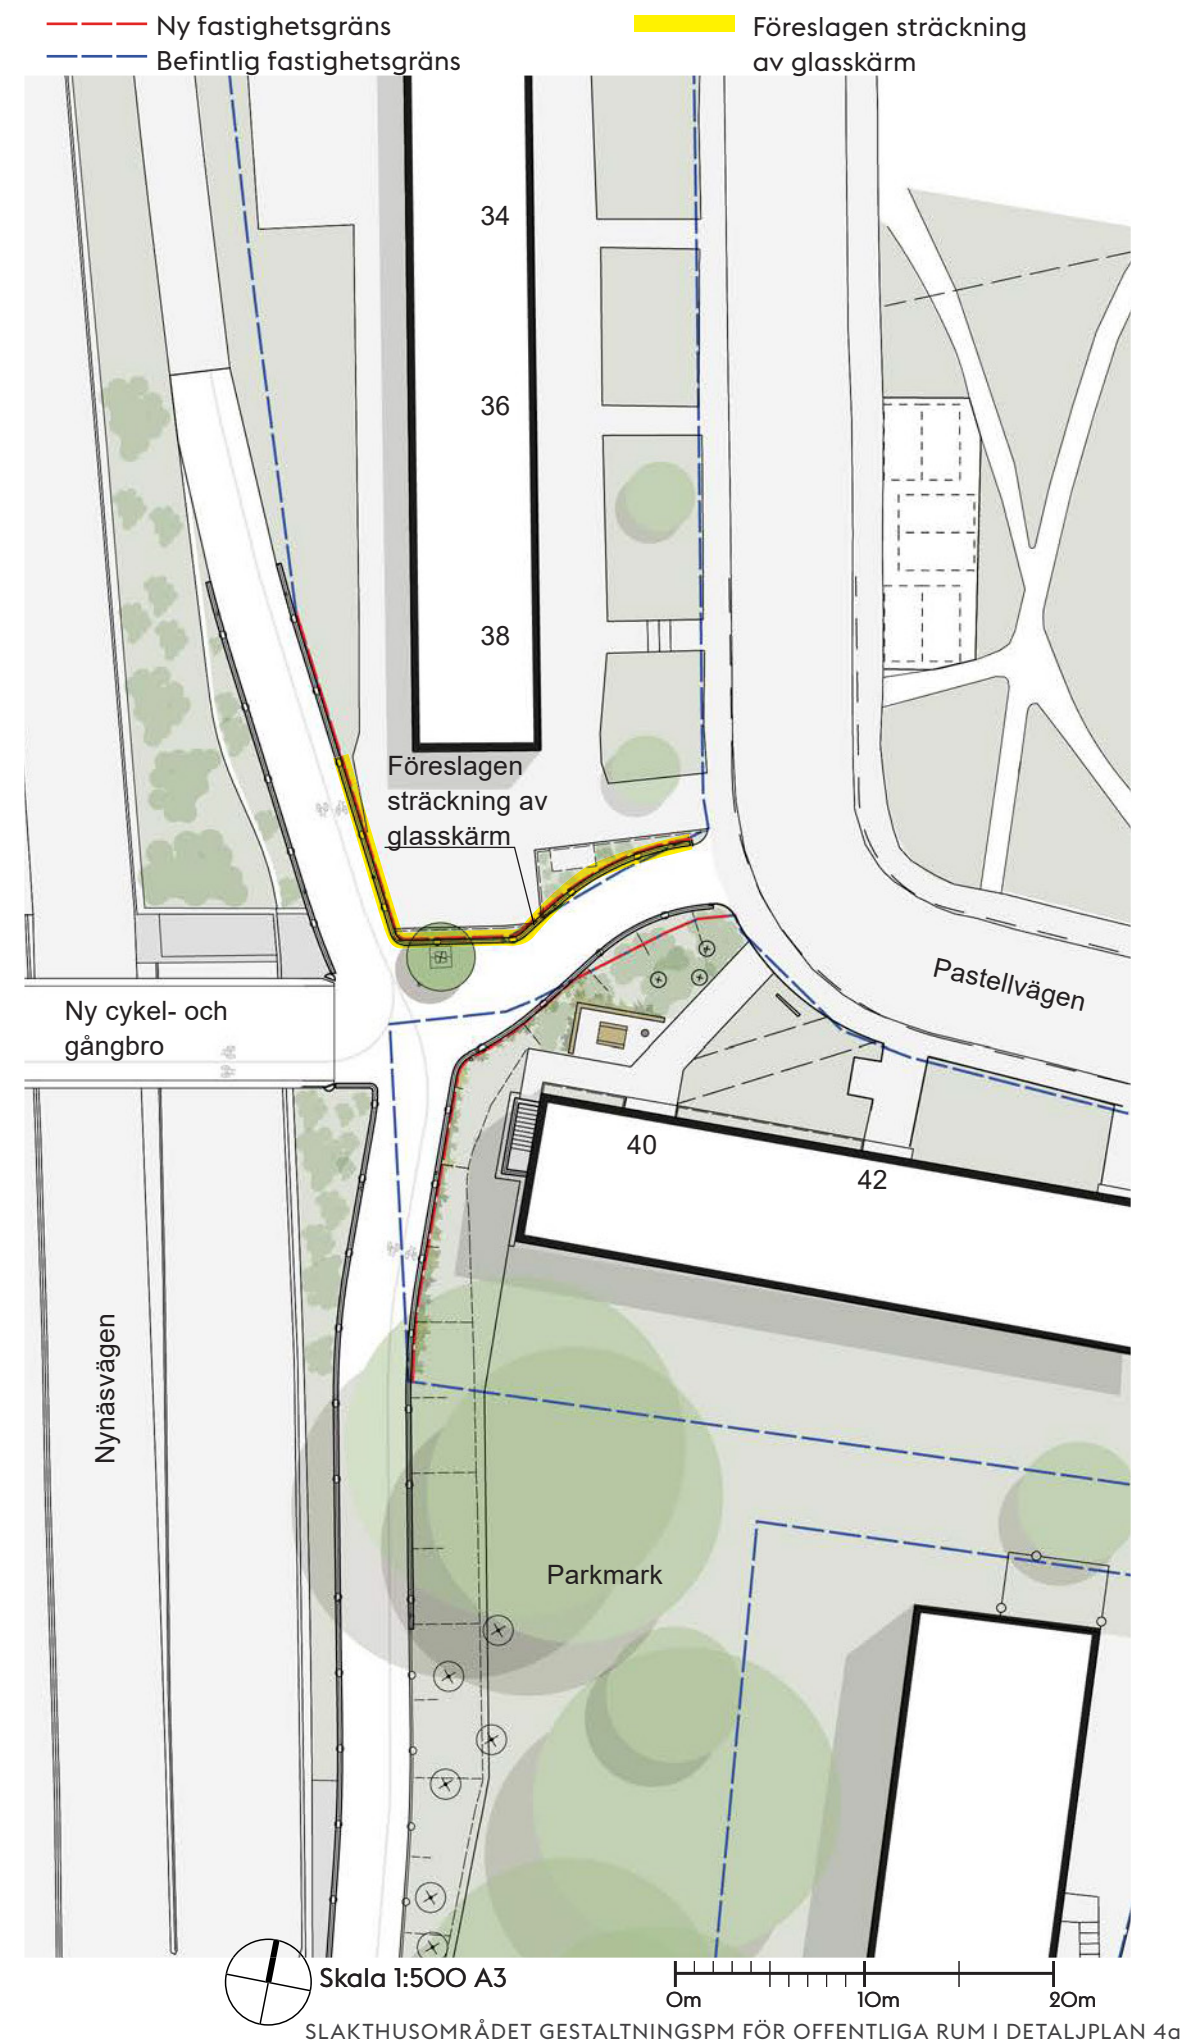 Ny fastighetsgräns
Befintlig fastighetsgräns
Föreslagen sträckning
av glasskärm
34
36
38
Föreslagen
sträckning av
glasskärm
Pastellvägen
Ny cykel- och
gångbro
40
42
Nynäsvägen
Parkmark
Skala 1:500 A3
0m 10m 20m
SLAKTHUSOMRÅDET GESTALTNINGSPM FÖR OFFENTLIGA RUM I DETALJPLAN 4a